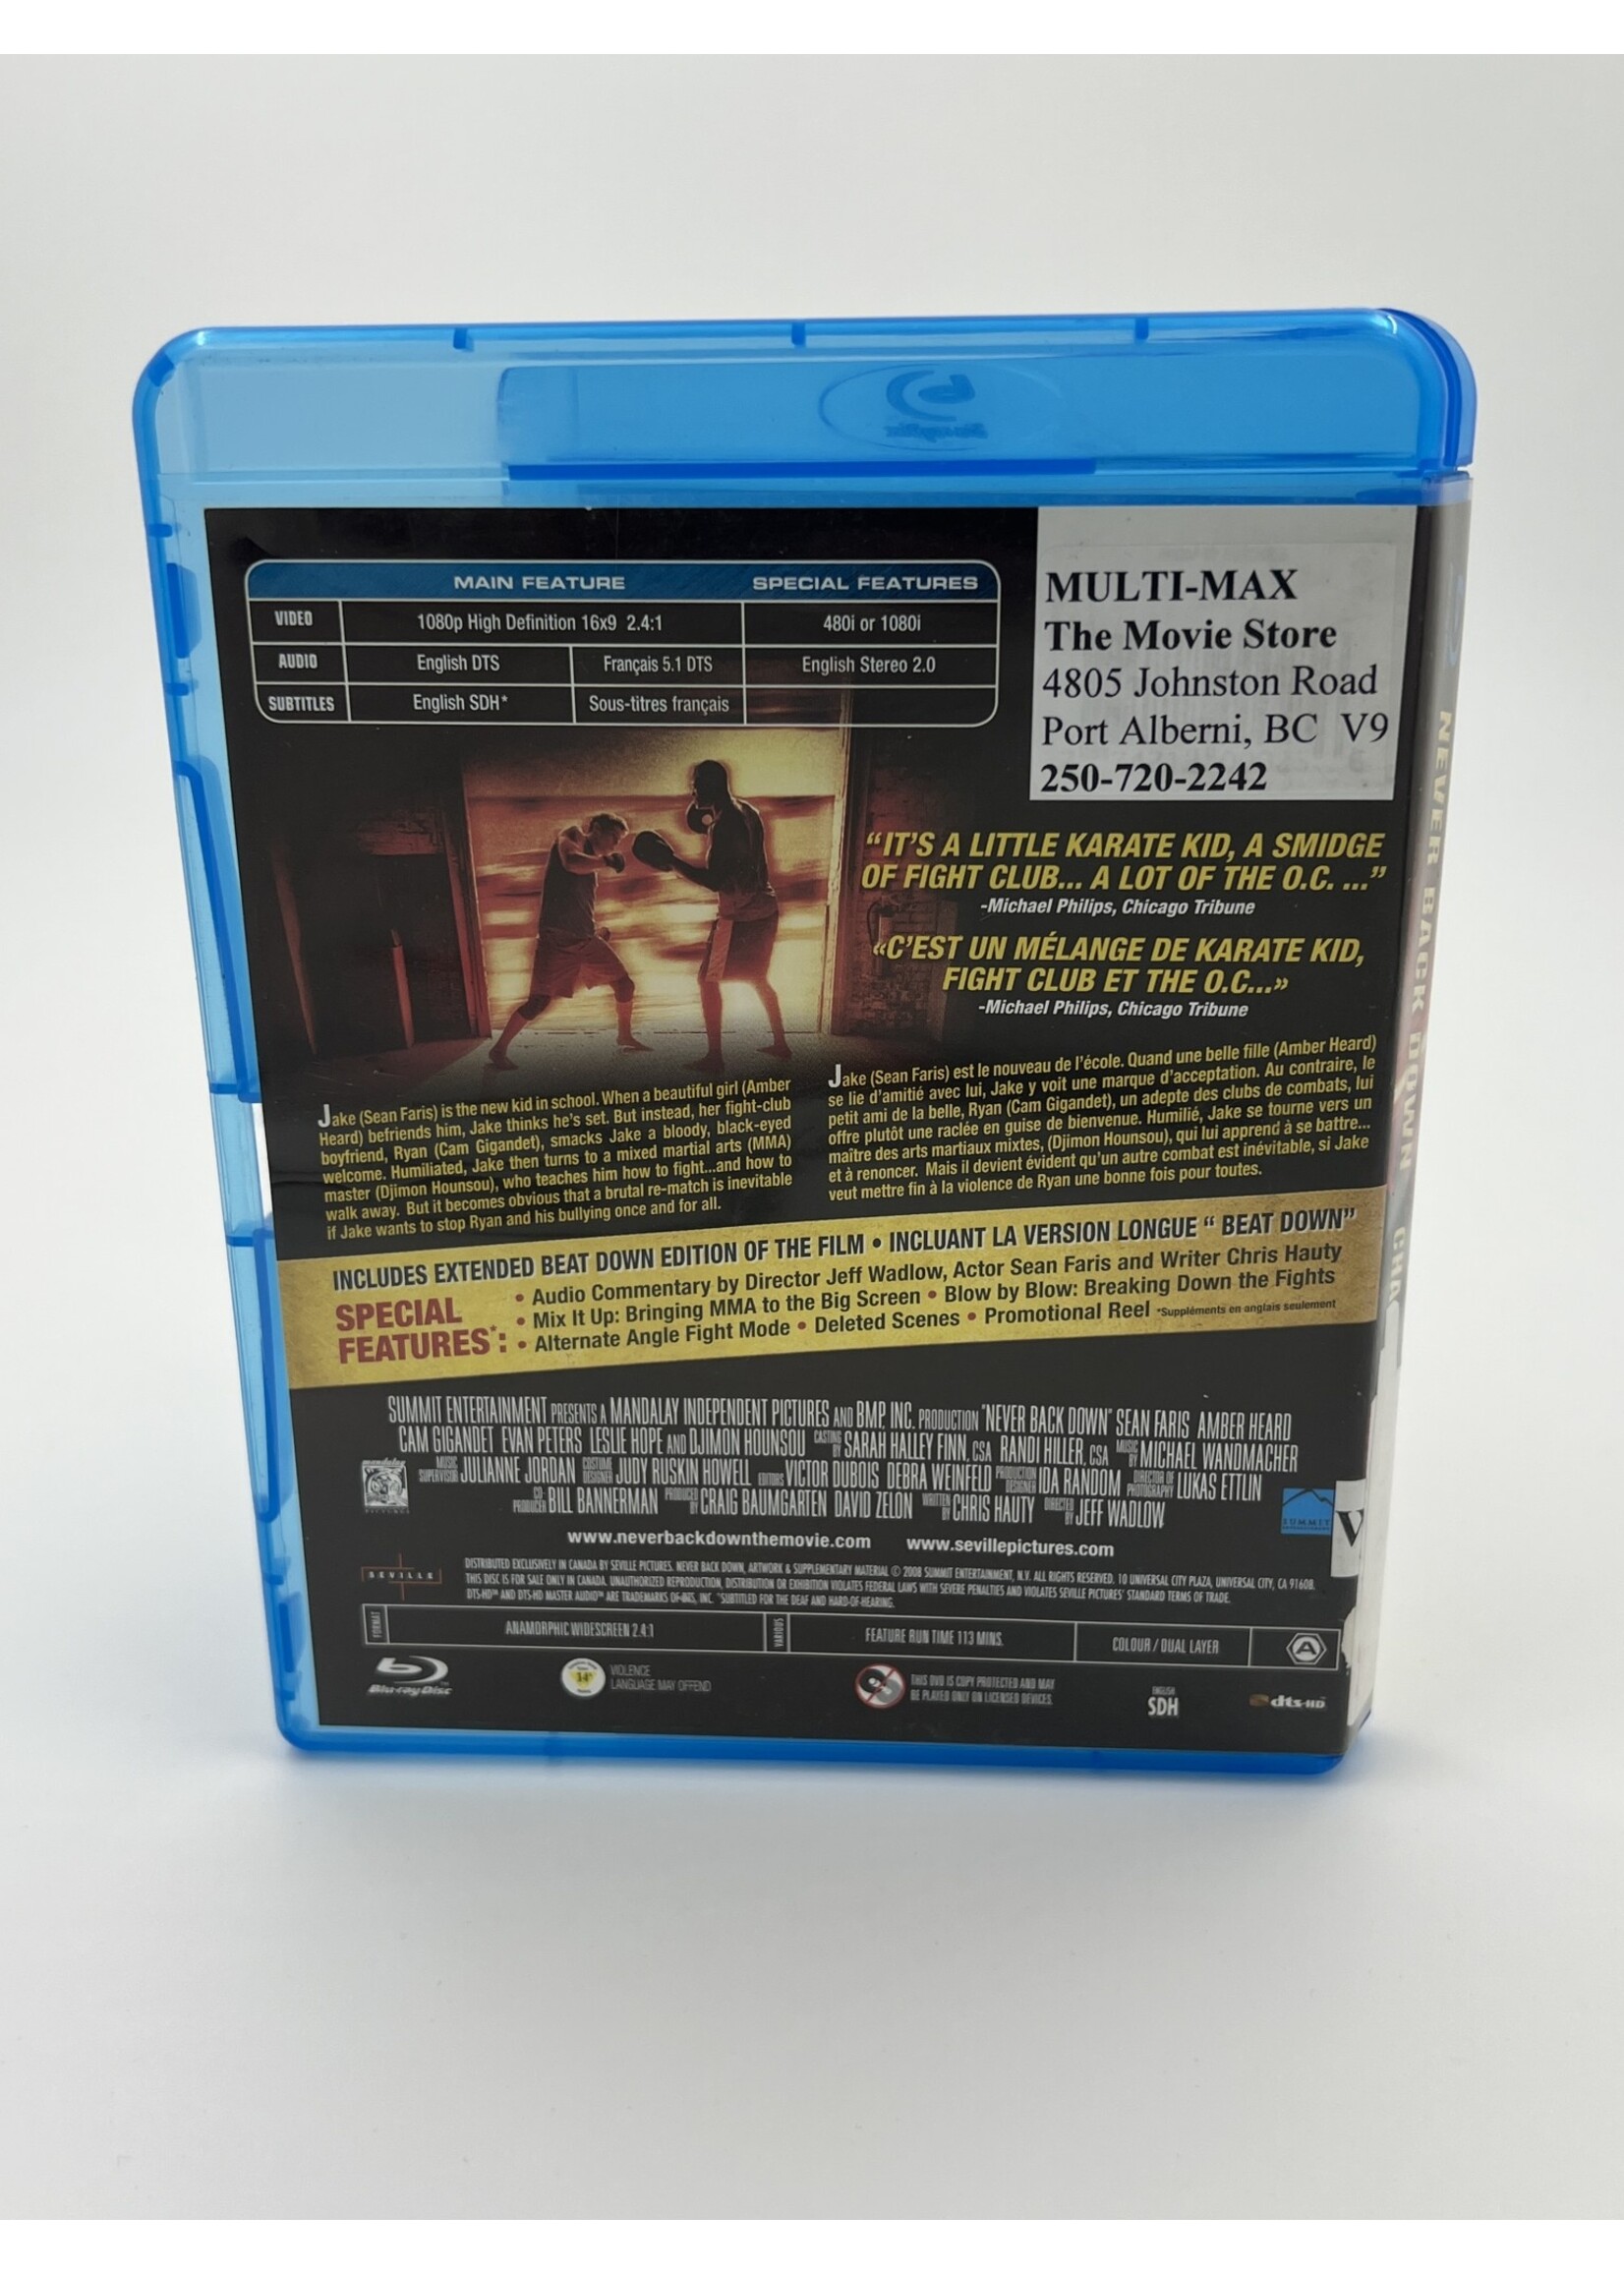 MAIN FEATURE SPECIAL FEATURES
VIDEO 1080p High Definition 16x9 2.4:1 480i or 1080i
AUDIO English DTS Français 5.1 DTS English Stereo 2.0
SUBTITLES English SDH* Sous-titres français
MULTI-MAX
The Movie Store
4805 Johnston Road
Port Alberni, BC V9
250-720-2242
“IT'S A LITTLE KARATE KID, A SMIDGE
OF FIGHT CLUB... A LOT OF THE O.C. ...”
-Michael Philips, Chicago Tribune
«C'EST UN MÉLANGE DE KARATE KID,
FIGHT CLUB ET THE O.C...»
-Michael Philips, Chicago Tribune
Jake (Sean Faris) is the new kid in school. When a beautiful girl (Amber
Heard) befriends him, Jake thinks he's set. But instead, her fight-club
boyfriend, Ryan (Cam Gigandet), smacks Jake a bloody, black-eyed
welcome. Humiliated, Jake then turns to a mixed martial arts (MMA)
master (Djimon Hounsou), who teaches him how to fight...and how to
walk away. But it becomes obvious that a brutal re-match is inevitable
if Jake wants to stop Ryan and his bullying once and for all.
Jake (Sean Faris) est le nouveau de l'école. Quand une belle fille (Amber Heard)
se lie d'amitié avec lui, Jake y voit une marque d'acceptation. Au contraire, le
petit ami de la belle, Ryan (Cam Gigandet), un adepte des clubs de combats, lui
offre plutôt une raclée en guise de bienvenue. Humilié, Jake se tourne vers un
maître des arts martiaux mixtes, (Djimon Hounsou), qui lui apprend à se battre...
et à renoncer. Mais il devient évident qu'un autre combat est inévitable, si Jake
veut mettre fin à la violence de Ryan une bonne fois pour toutes.
INCLUDES EXTENDED BEAT DOWN EDITION OF THE FILM • INCLUANT LA VERSION LONGUE “ BEAT DOWN”
SPECIAL
FEATURES*:
• Audio Commentary by Director Jeff Wadlow, Actor Sean Faris and Writer Chris Hauty
• Mix It Up: Bringing MMA to the Big Screen • Blow by Blow: Breaking Down the Fights
• Alternate Angle Fight Mode • Deleted Scenes • Promotional Reel *Suppléments en anglais seulement
SUMMIT ENTERTAINMENT PRESENTS A MANDALAY INDEPENDENT PICTURES AND BMP, INC. PRODUCTION "NEVER BACK DOWN" SEAN FARIS AMBER HEARD
CAM GIGANDET EVAN PETERS LESLIE HOPE AND DJIMON HOUNSOU CASTING BY SARAH HALLEY FINN, CSA RANDI HILLER, CSA MUSIC BY MICHAEL WANDMACHER
MUSIC SUPERVISOR JULIANNE JORDAN COSTUME DESIGNER JUDY RUSKIN HOWELL EDITORS VICTOR DUBOIS DEBRA WEINFELD PRODUCTION DESIGNER IDA RANDOM DIRECTOR OF PHOTOGRAPHY LUKAS ETTLIN
CO-PRODUCER BILL BANNERMAN PRODUCED BY CRAIG BAUMGARTEN DAVID ZELON WRITTEN BY CHRIS HAUTY DIRECTED BY JEFF WADLOW
SUMMIT
V
www.neverbackdownthemovie.com www.sevillepictures.com
SEVILLE
DISTRIBUTED EXCLUSIVELY IN CANADA BY SEVILLE PICTURES. NEVER BACK DOWN, ARTWORK & SUPPLEMENTARY MATERIAL © 2008 SUMMIT ENTERTAINMENT, N.V. ALL RIGHTS RESERVED. 10 UNIVERSAL CITY PLAZA, UNIVERSAL CITY, CA 91608.
THIS DISC IS FOR SALE ONLY IN CANADA. UNAUTHORIZED REPRODUCTION, DISTRIBUTION OR EXHIBITION VIOLATES FEDERAL LAWS WITH SEVERE PENALTIES AND VIOLATES SEVILLE PICTURES' STANDARD TERMS OF TRADE.
DTS-HD™ AND DTS-HD MASTER AUDIO™ ARE TRADEMARKS OF DTS, INC. *SUBTITLED FOR THE DEAF AND HARD-OF-HEARING.
FORMAT ANAMORPHIC WIDESCREEN 2.4:1 VARIOUS FEATURE RUN TIME 113 MINS. COLOUR / DUAL LAYER A
Blu-ray Disc
14
VIOLENCE
LANGUAGE MAY OFFEND
THIS DVD IS COPY PROTECTED AND MAY
BE PLAYED ONLY ON LICENSED DEVICES.
ENGLISH
SDH
dts-HD
NEVER BACK DOWN